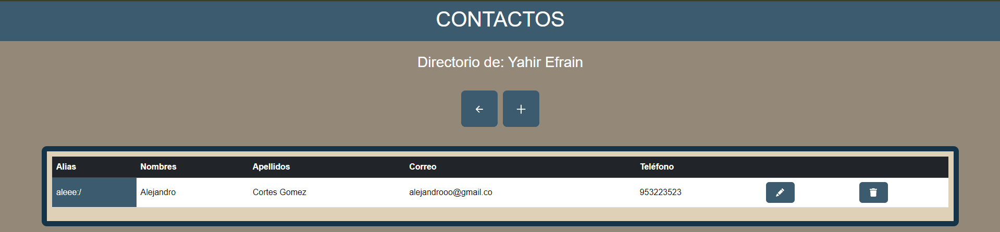 CONTACTOS
Directorio de: Yahir Efrain
Alias Nombres Apellidos Correo Teléfono
aleee:/ Alejandro Cortes Gomez alejandrooo@gmail.co 953223523